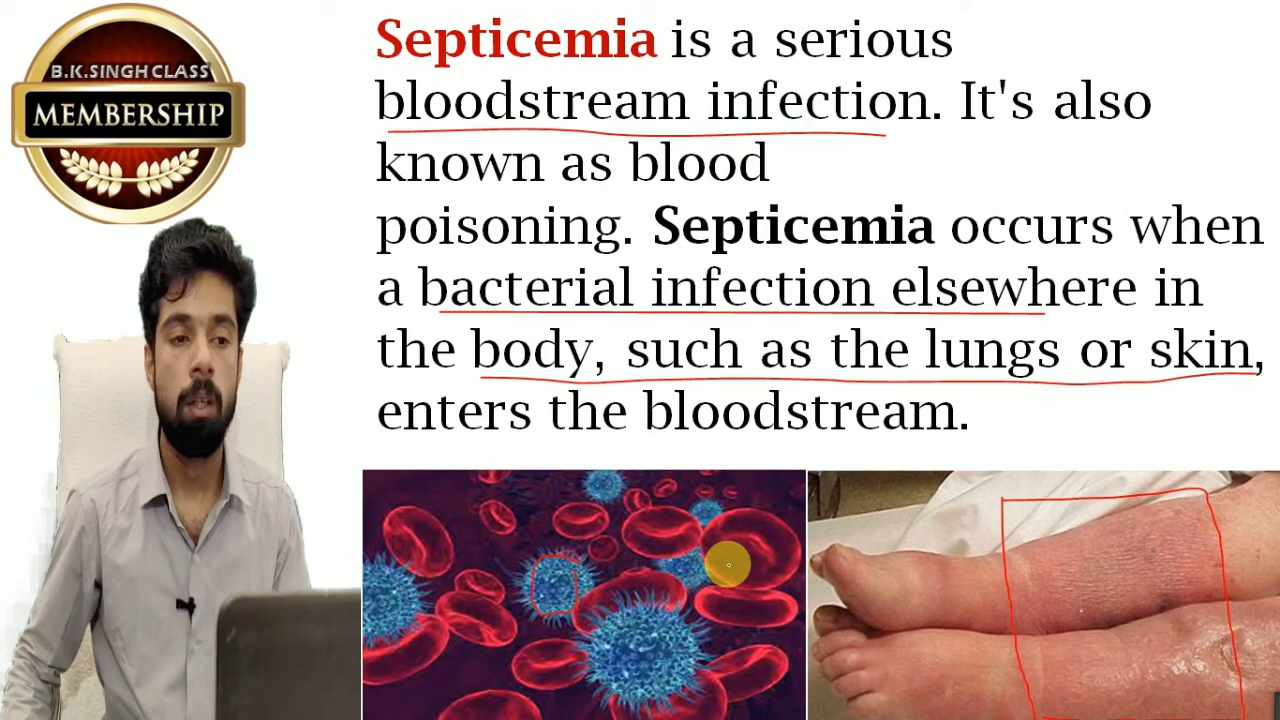 B.K.SINGH CLASS
MEMBERSHIP
Septicemia is a serious
bloodstream infection. It's also
known as blood
poisoning. Septicemia occurs when
a bacterial infection elsewhere in
the body, such as the lungs or skin,
enters the bloodstream.